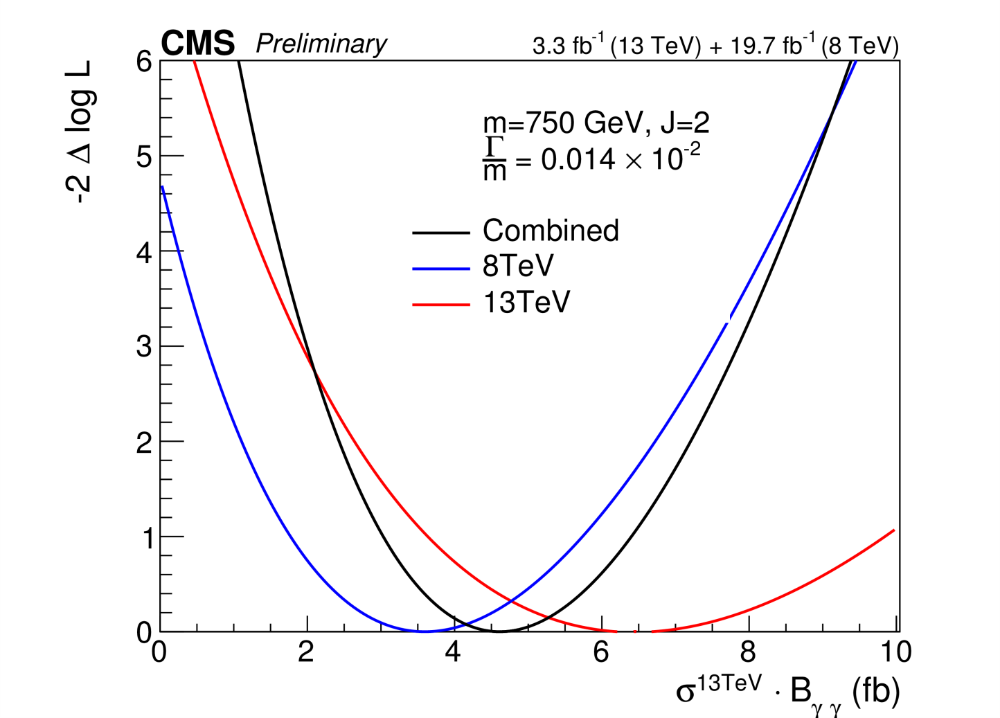 CMS Preliminary 3.3 fb⁻¹ (13 TeV) + 19.7 fb⁻¹ (8 TeV)
-2 Δ log L
6
5
4
3
2
1
0
m=750 GeV, J=2
Γ/m = 0.014 × 10⁻²
Combined
8TeV
13TeV
0 2 4 6 8 10
σ¹³ᵀᵉⱽ · Bγγ (fb)